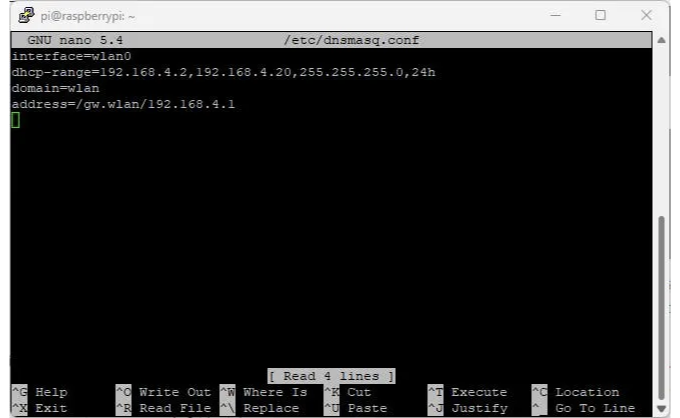 pi@raspberrypi: ~
GNU nano 5.4 /etc/dnsmasq.conf
interface=wlan0
dhcp-range=192.168.4.2,192.168.4.20,255.255.255.0,24h
domain=wlan
address=/gw.wlan/192.168.4.1
[ Read 4 lines ]
^G Help ^O Write Out ^W Where Is ^K Cut ^T Execute ^C Location
^X Exit ^R Read File ^\ Replace ^U Paste ^J Justify ^_ Go To Line